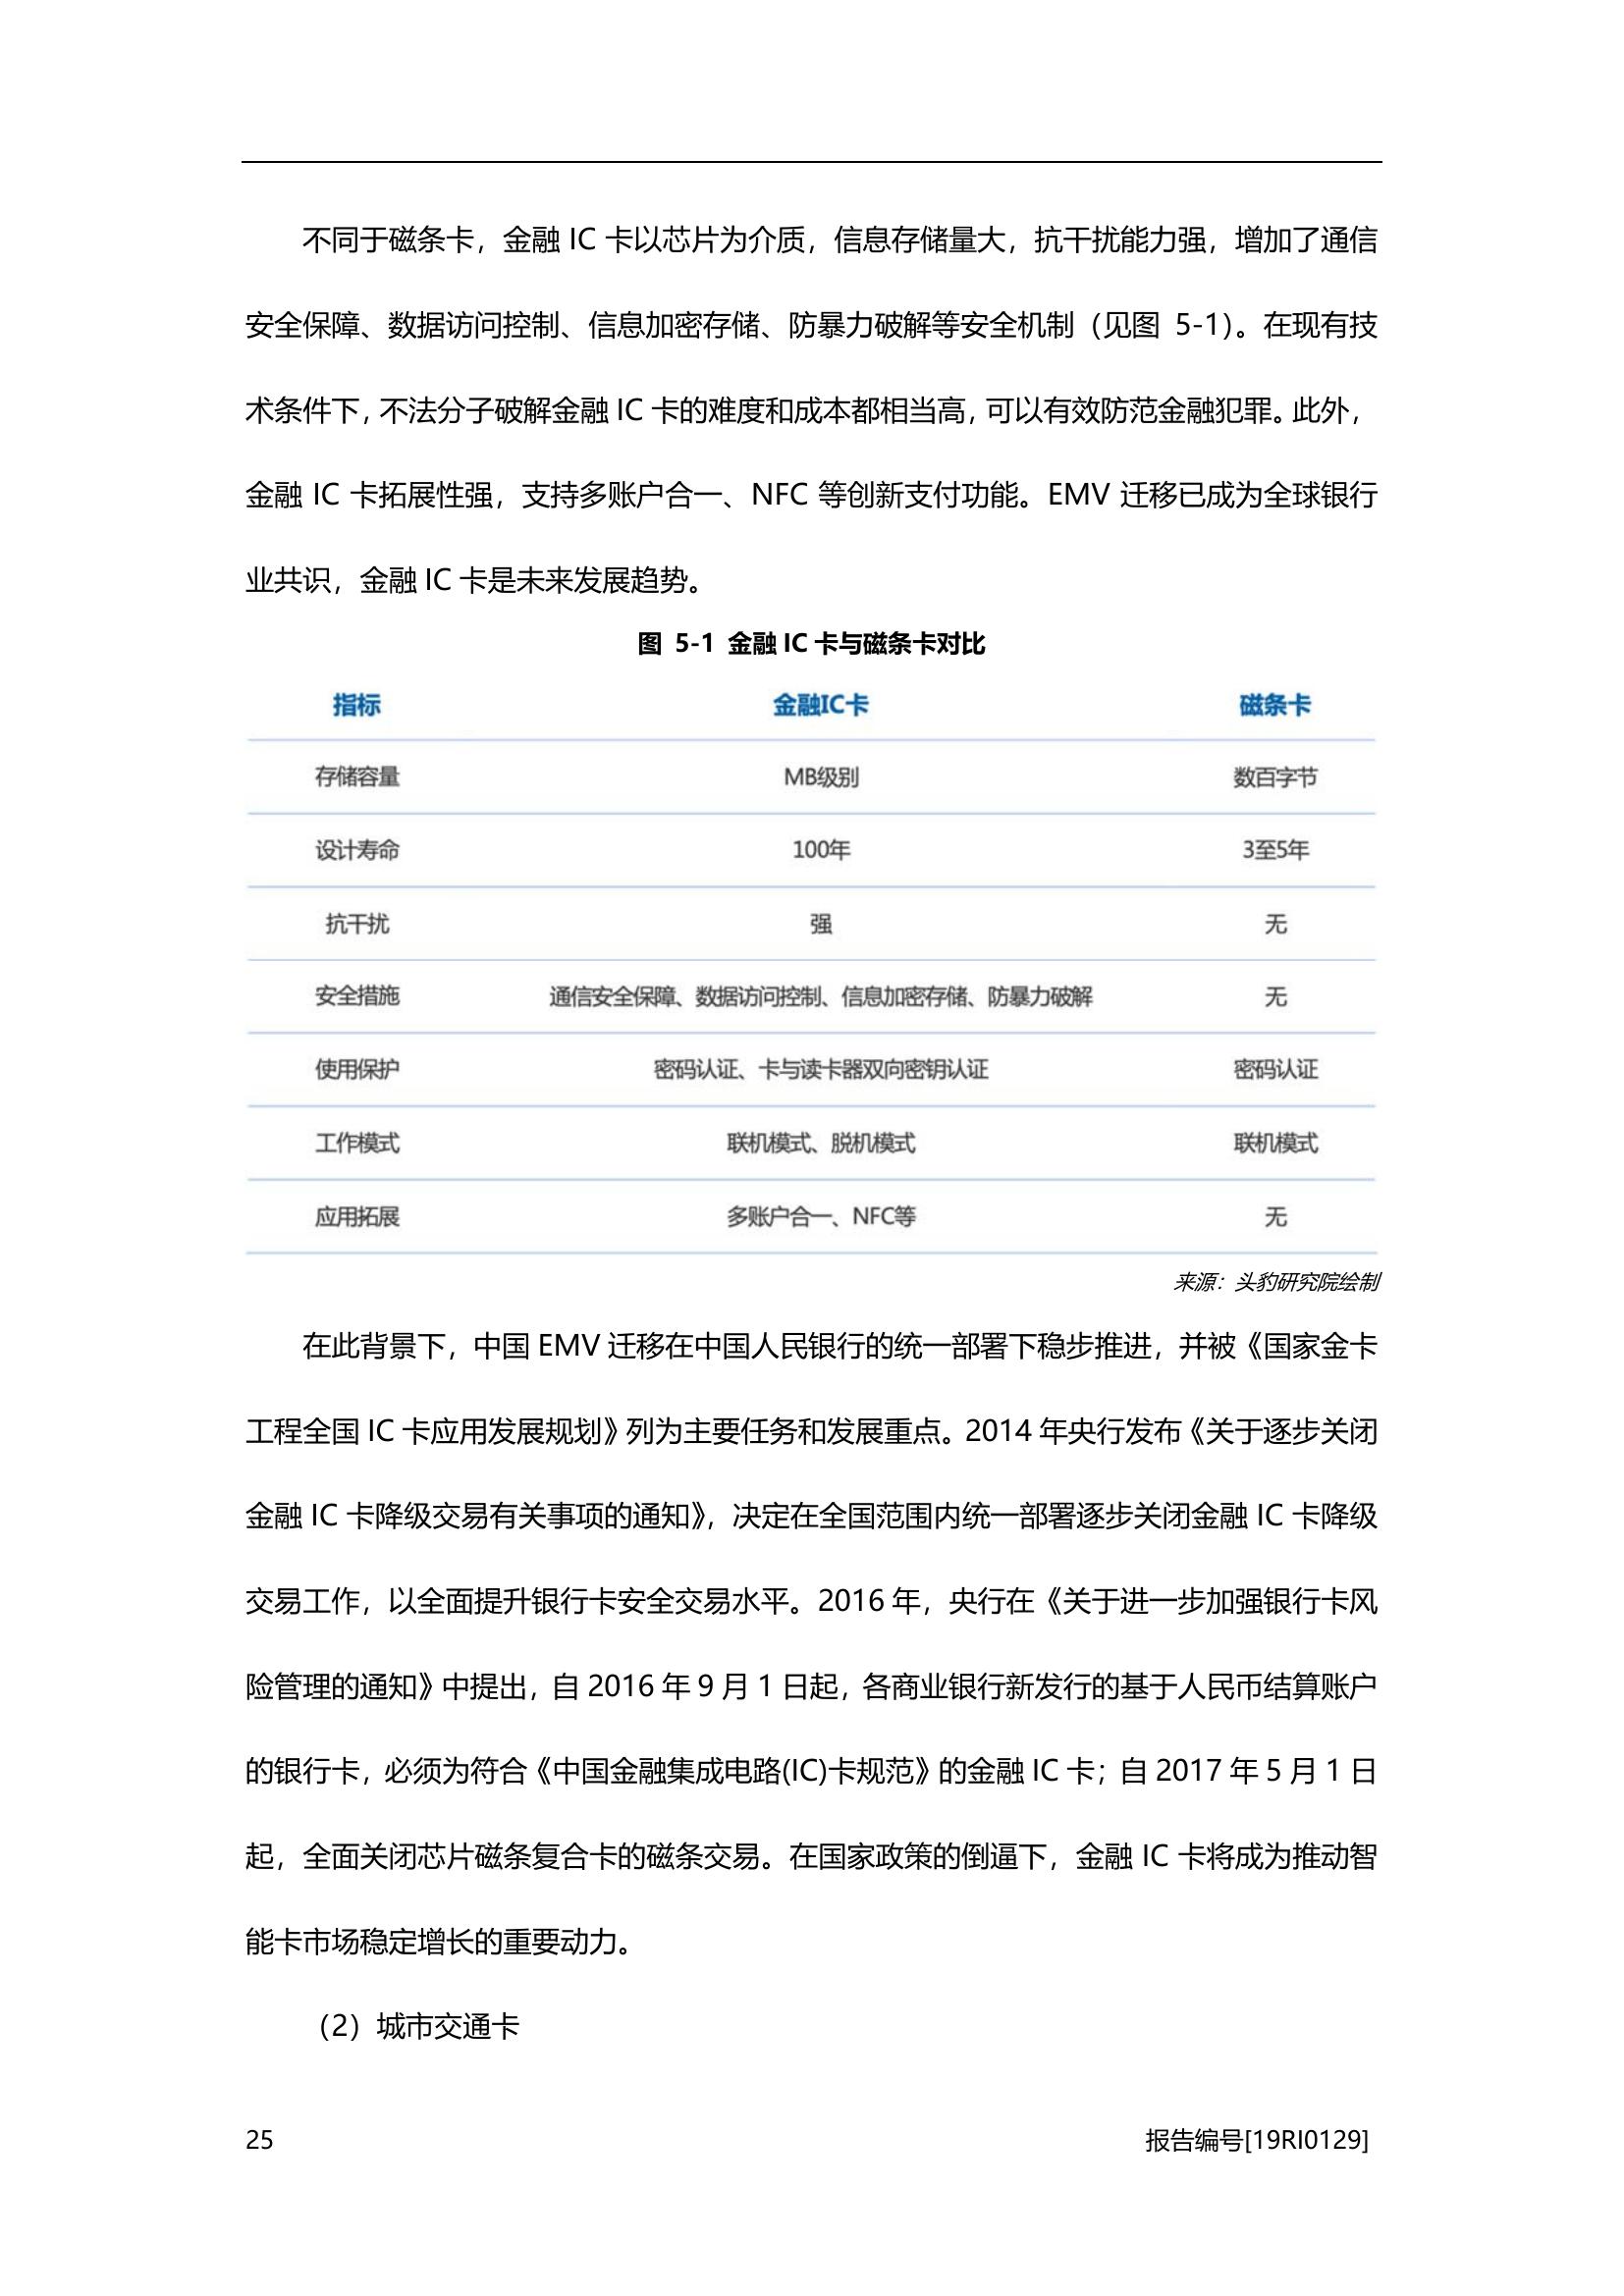 不同于磁条卡，金融 IC 卡以芯片为介质，信息存储量大，抗干扰能力强，增加了通信
安全保障、数据访问控制、信息加密存储、防暴力破解等安全机制（见图 5-1）。在现有技
术条件下，不法分子破解金融 IC 卡的难度和成本都相当高，可以有效防范金融犯罪。此外，
金融 IC 卡拓展性强，支持多账户合一、NFC 等创新支付功能。EMV 迁移已成为全球银行
业共识，金融 IC 卡是未来发展趋势。
图 5-1 金融 IC 卡与磁条卡对比
指标 金融IC卡 磁条卡
存储容量 MB级别 数百字节
设计寿命 100年 3至5年
抗干扰 强 无
安全措施 通信安全保障、数据访问控制、信息加密存储、防暴力破解 无
使用保护 密码认证、卡与读卡器双向密钥认证 密码认证
工作模式 联机模式、脱机模式 联机模式
应用拓展 多账户合一、NFC等 无
来源：头豹研究院绘制
在此背景下，中国 EMV 迁移在中国人民银行的统一部署下稳步推进，并被《国家金卡
工程全国 IC 卡应用发展规划》列为主要任务和发展重点。2014 年央行发布《关于逐步关闭
金融 IC 卡降级交易有关事项的通知》，决定在全国范围内统一部署逐步关闭金融 IC 卡降级
交易工作，以全面提升银行卡安全交易水平。2016 年，央行在《关于进一步加强银行卡风
险管理的通知》中提出，自 2016 年 9 月 1 日起，各商业银行新发行的基于人民币结算账户
的银行卡，必须为符合《中国金融集成电路(IC)卡规范》的金融 IC 卡；自 2017 年 5 月 1 日
起，全面关闭芯片磁条复合卡的磁条交易。在国家政策的倒逼下，金融 IC 卡将成为推动智
能卡市场稳定增长的重要动力。
（2）城市交通卡
25 报告编号[19RI0129]